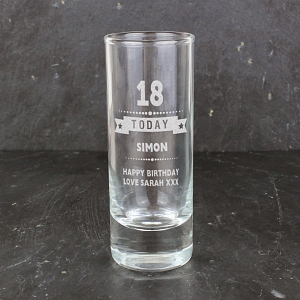 18
TODAY
SIMON
HAPPY BIRTHDAY
LOVE SARAH XXX